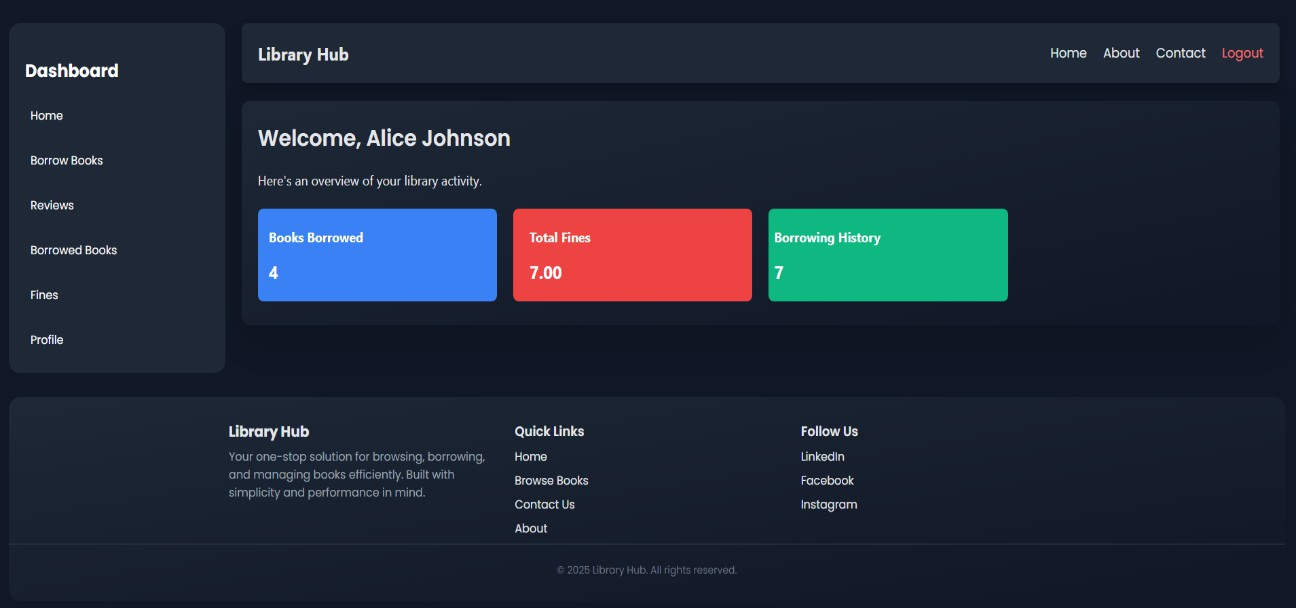 Dashboard
Home
Borrow Books
Reviews
Borrowed Books
Fines
Profile
Library Hub
Home About Contact Logout
Welcome, Alice Johnson
Here's an overview of your library activity.
Books Borrowed
4
Total Fines
7.00
Borrowing History
7
Library Hub
Your one-stop solution for browsing, borrowing,
and managing books efficiently. Built with
simplicity and performance in mind.
Quick Links
Home
Browse Books
Contact Us
About
Follow Us
LinkedIn
Facebook
Instagram
© 2025 Library Hub. All rights reserved.